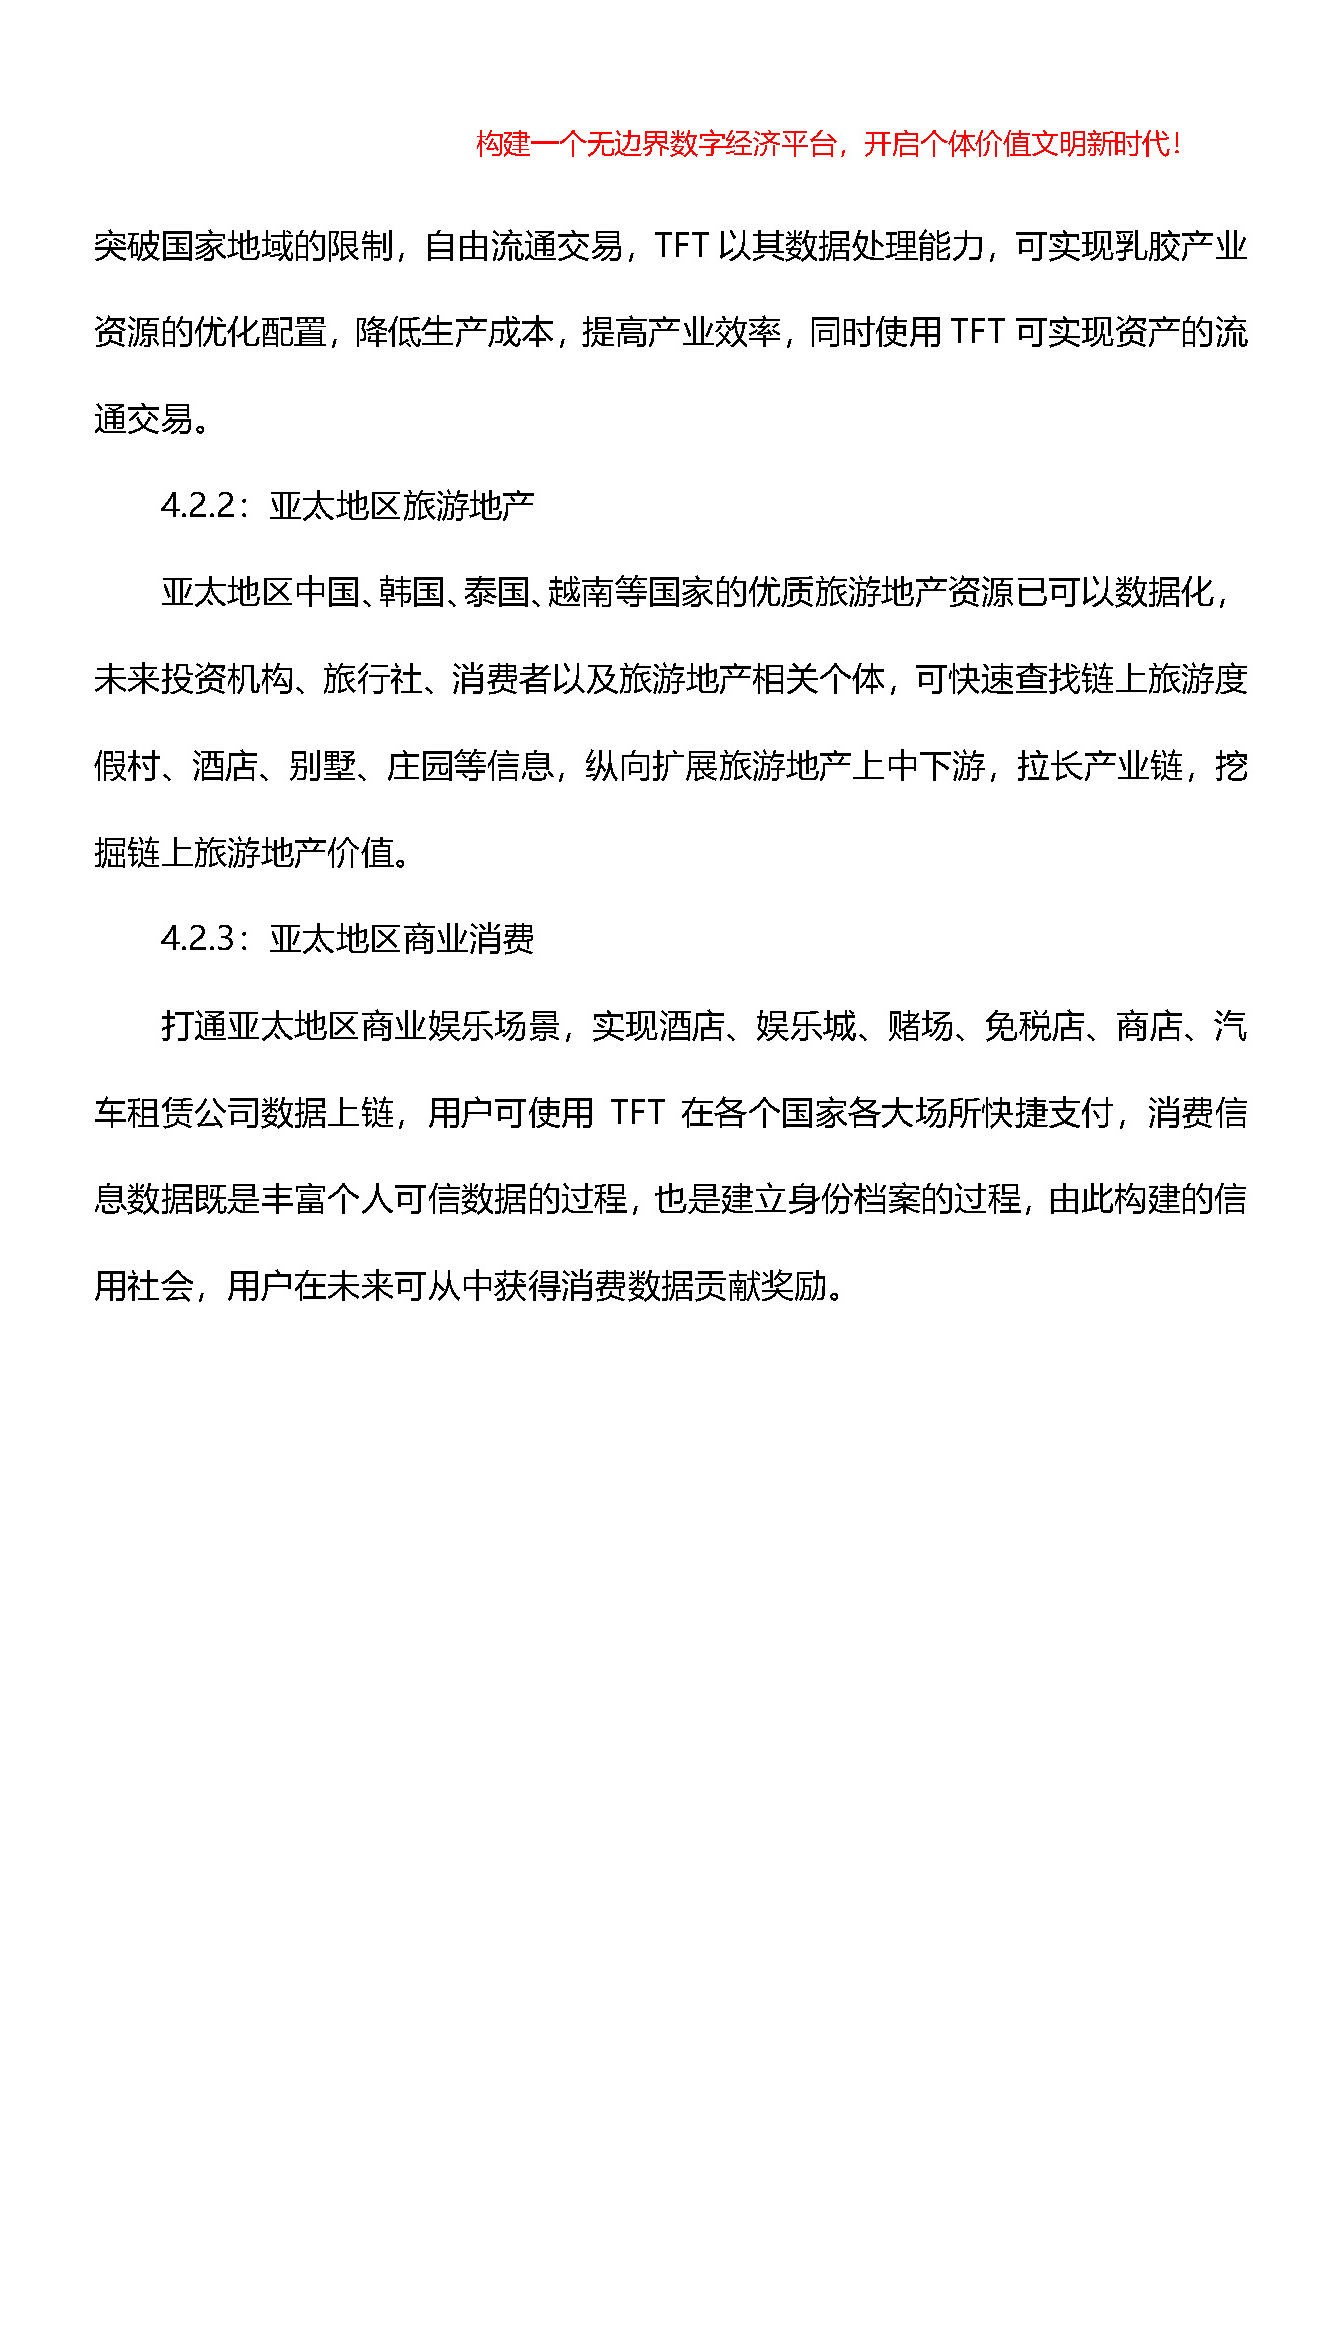 构建一个无边界数字经济平台，开启个体价值文明新时代！
突破国家地域的限制，自由流通交易，TFT 以其数据处理能力，可实现乳胶产业
资源的优化配置，降低生产成本，提高产业效率，同时使用 TFT 可实现资产的流
通交易。
4.2.2：亚太地区旅游地产
亚太地区中国、韩国、泰国、越南等国家的优质旅游地产资源已可以数据化，
未来投资机构、旅行社、消费者以及旅游地产相关个体，可快速查找链上旅游度
假村、酒店、别墅、庄园等信息，纵向扩展旅游地产上中下游，拉长产业链，挖
掘链上旅游地产价值。
4.2.3：亚太地区商业消费
打通亚太地区商业娱乐场景，实现酒店、娱乐城、赌场、免税店、商店、汽
车租赁公司数据上链，用户可使用 TFT 在各个国家各大场所快捷支付，消费信
息数据既是丰富个人可信数据的过程，也是建立身份档案的过程，由此构建的信
用社会，用户在未来可从中获得消费数据贡献奖励。